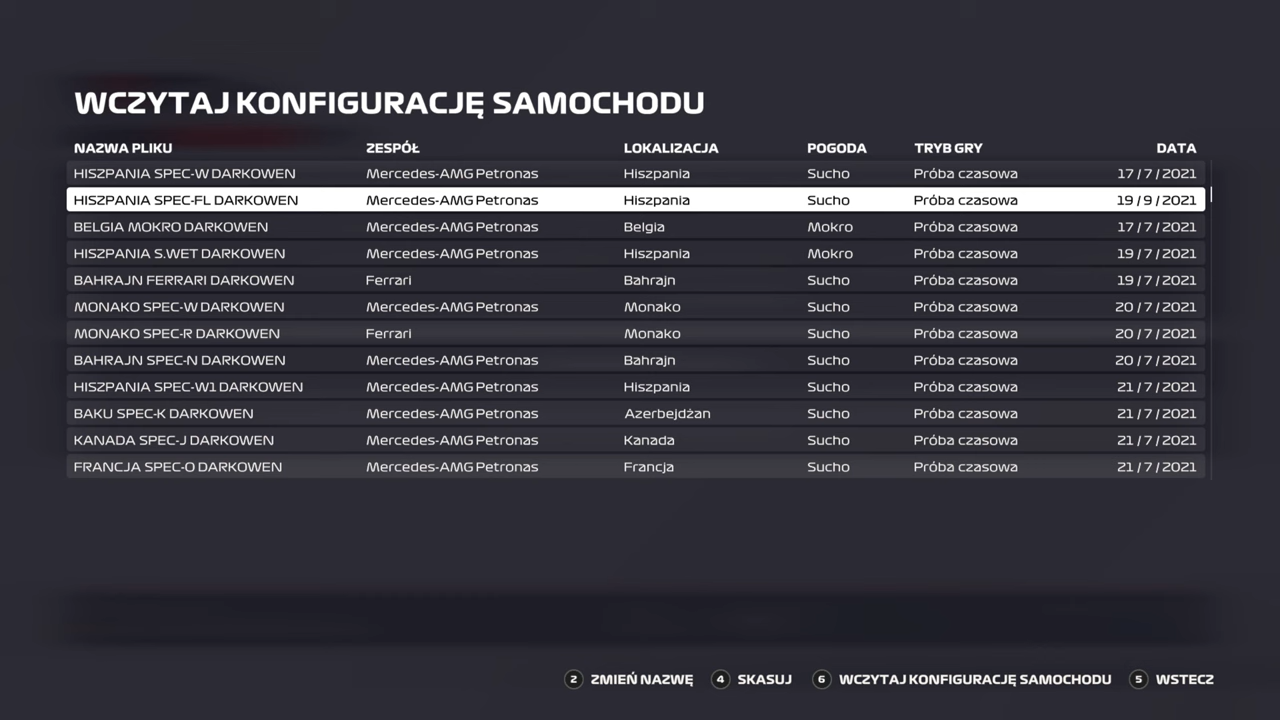 WCZYTAJ KONFIGURACJĘ SAMOCHODU
NAZWA PLIKU ZESPÓŁ LOKALIZACJA POGODA TRYB GRY DATA
HISZPANIA SPEC-W DARKOWEN Mercedes-AMG Petronas Hiszpania Sucho Próba czasowa 17/7/2021
HISZPANIA SPEC-FL DARKOWEN Mercedes-AMG Petronas Hiszpania Sucho Próba czasowa 19/9/2021
BELGIA MOKRO DARKOWEN Mercedes-AMG Petronas Belgia Mokro Próba czasowa 17/7/2021
HISZPANIA S.WET DARKOWEN Mercedes-AMG Petronas Hiszpania Mokro Próba czasowa 19/7/2021
BAHRAJN FERRARI DARKOWEN Ferrari Bahrajn Sucho Próba czasowa 19/7/2021
MONAKO SPEC-W DARKOWEN Mercedes-AMG Petronas Monako Sucho Próba czasowa 20/7/2021
MONAKO SPEC-R DARKOWEN Ferrari Monako Sucho Próba czasowa 20/7/2021
BAHRAJN SPEC-N DARKOWEN Mercedes-AMG Petronas Bahrajn Sucho Próba czasowa 20/7/2021
HISZPANIA SPEC-W1 DARKOWEN Mercedes-AMG Petronas Hiszpania Sucho Próba czasowa 21/7/2021
BAKU SPEC-K DARKOWEN Mercedes-AMG Petronas Azerbejdżan Sucho Próba czasowa 21/7/2021
KANADA SPEC-J DARKOWEN Mercedes-AMG Petronas Kanada Sucho Próba czasowa 21/7/2021
FRANCJA SPEC-O DARKOWEN Mercedes-AMG Petronas Francja Sucho Próba czasowa 21/7/2021
2 ZMIEŃ NAZWĘ 4 SKASUJ 6 WCZYTAJ KONFIGURACJĘ SAMOCHODU 5 WSTECZ